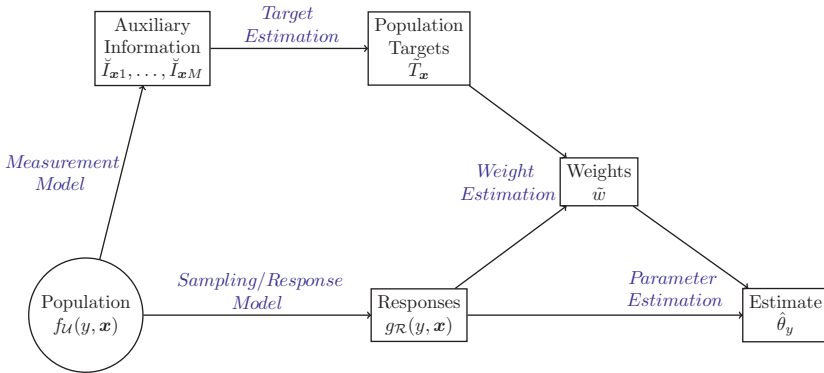 Auxiliary
Information
Ĭ𝒙1, . . . , Ĭ𝒙M
Target
Estimation
Population
Targets
T̃𝒙
Measurement
Model
Weight
Estimation
Weights
w̃
Population
f𝒰(y, 𝒙)
Sampling/Response
Model
Responses
gℛ(y, 𝒙)
Parameter
Estimation
Estimate
θ̂y